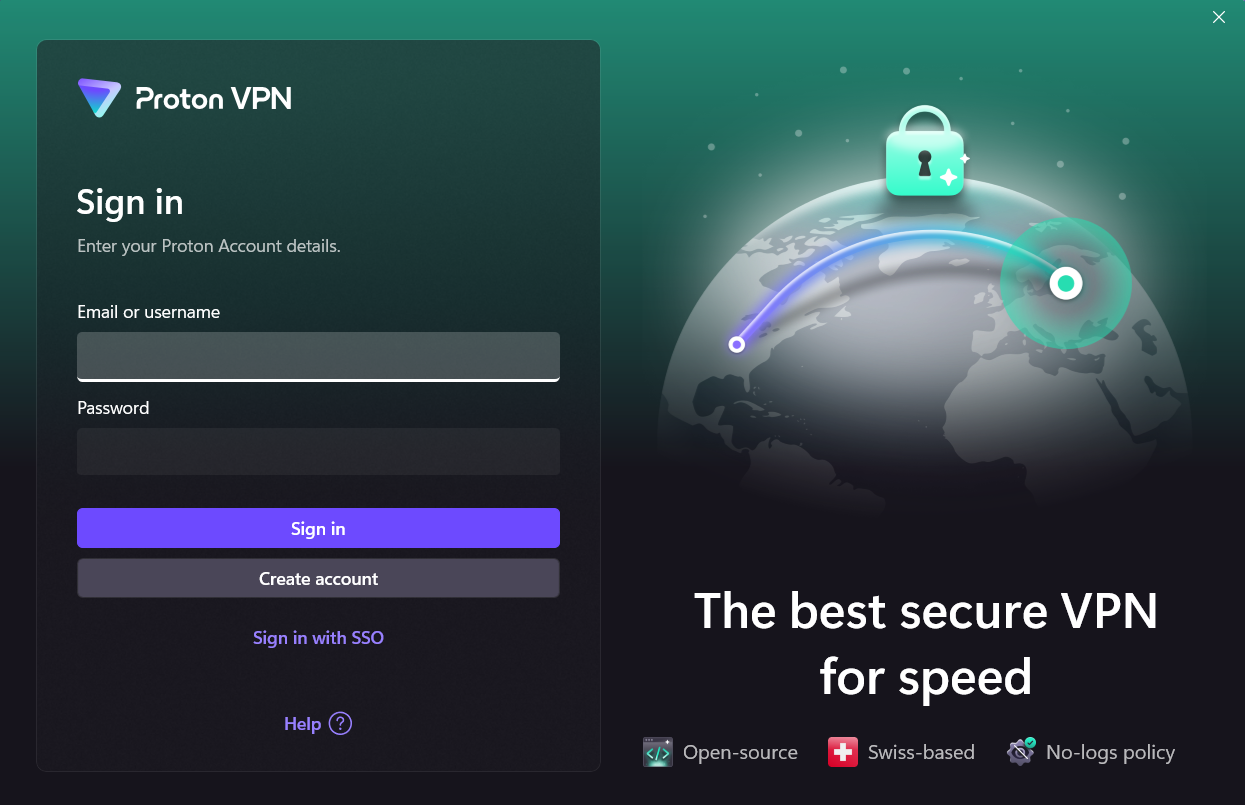 Proton VPN
Sign in
Enter your Proton Account details.
Email or username
Password
Sign in
Create account
Sign in with SSO
Help ?
The best secure VPN
for speed
Open-source
Swiss-based
No-logs policy